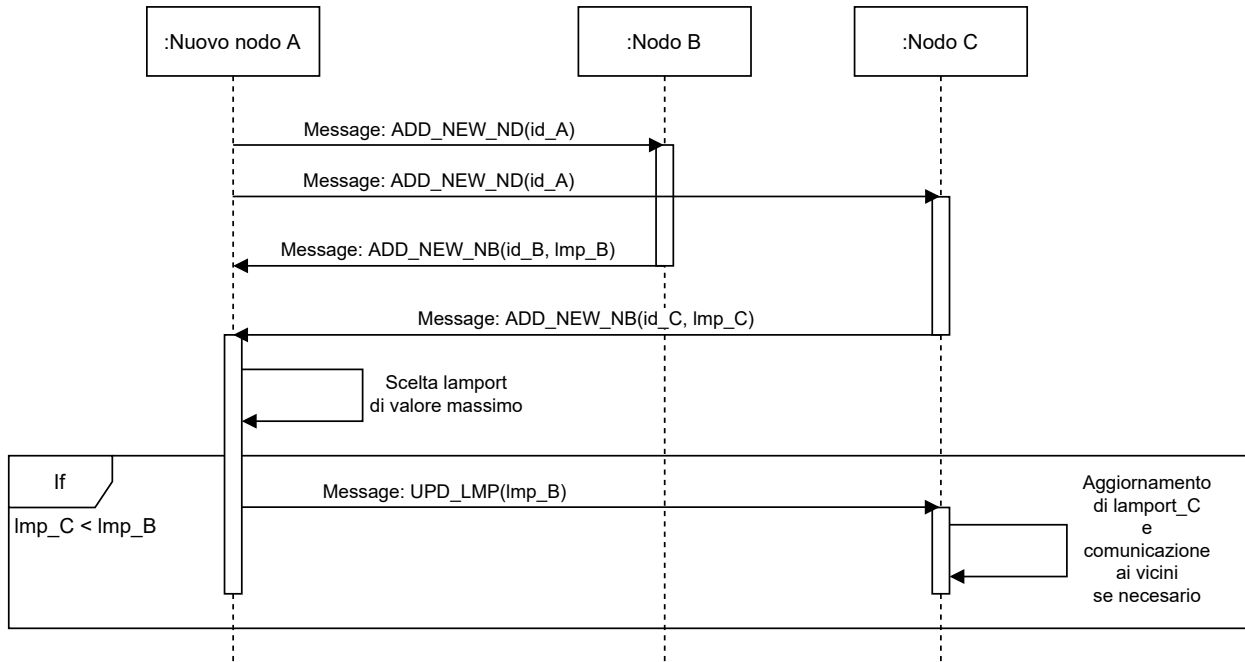 :Nuovo nodo A
:Nodo B
:Nodo C
Message: ADD_NEW_ND(id_A)
Message: ADD_NEW_ND(id_A)
Message: ADD_NEW_NB(id_B, lmp_B)
Message: ADD_NEW_NB(id_C, lmp_C)
Scelta lamport
di valore massimo
If
lmp_C < lmp_B
Message: UPD_LMP(lmp_B)
Aggiornamento
di lamport_C
e
comunicazione
ai vicini
se necesario